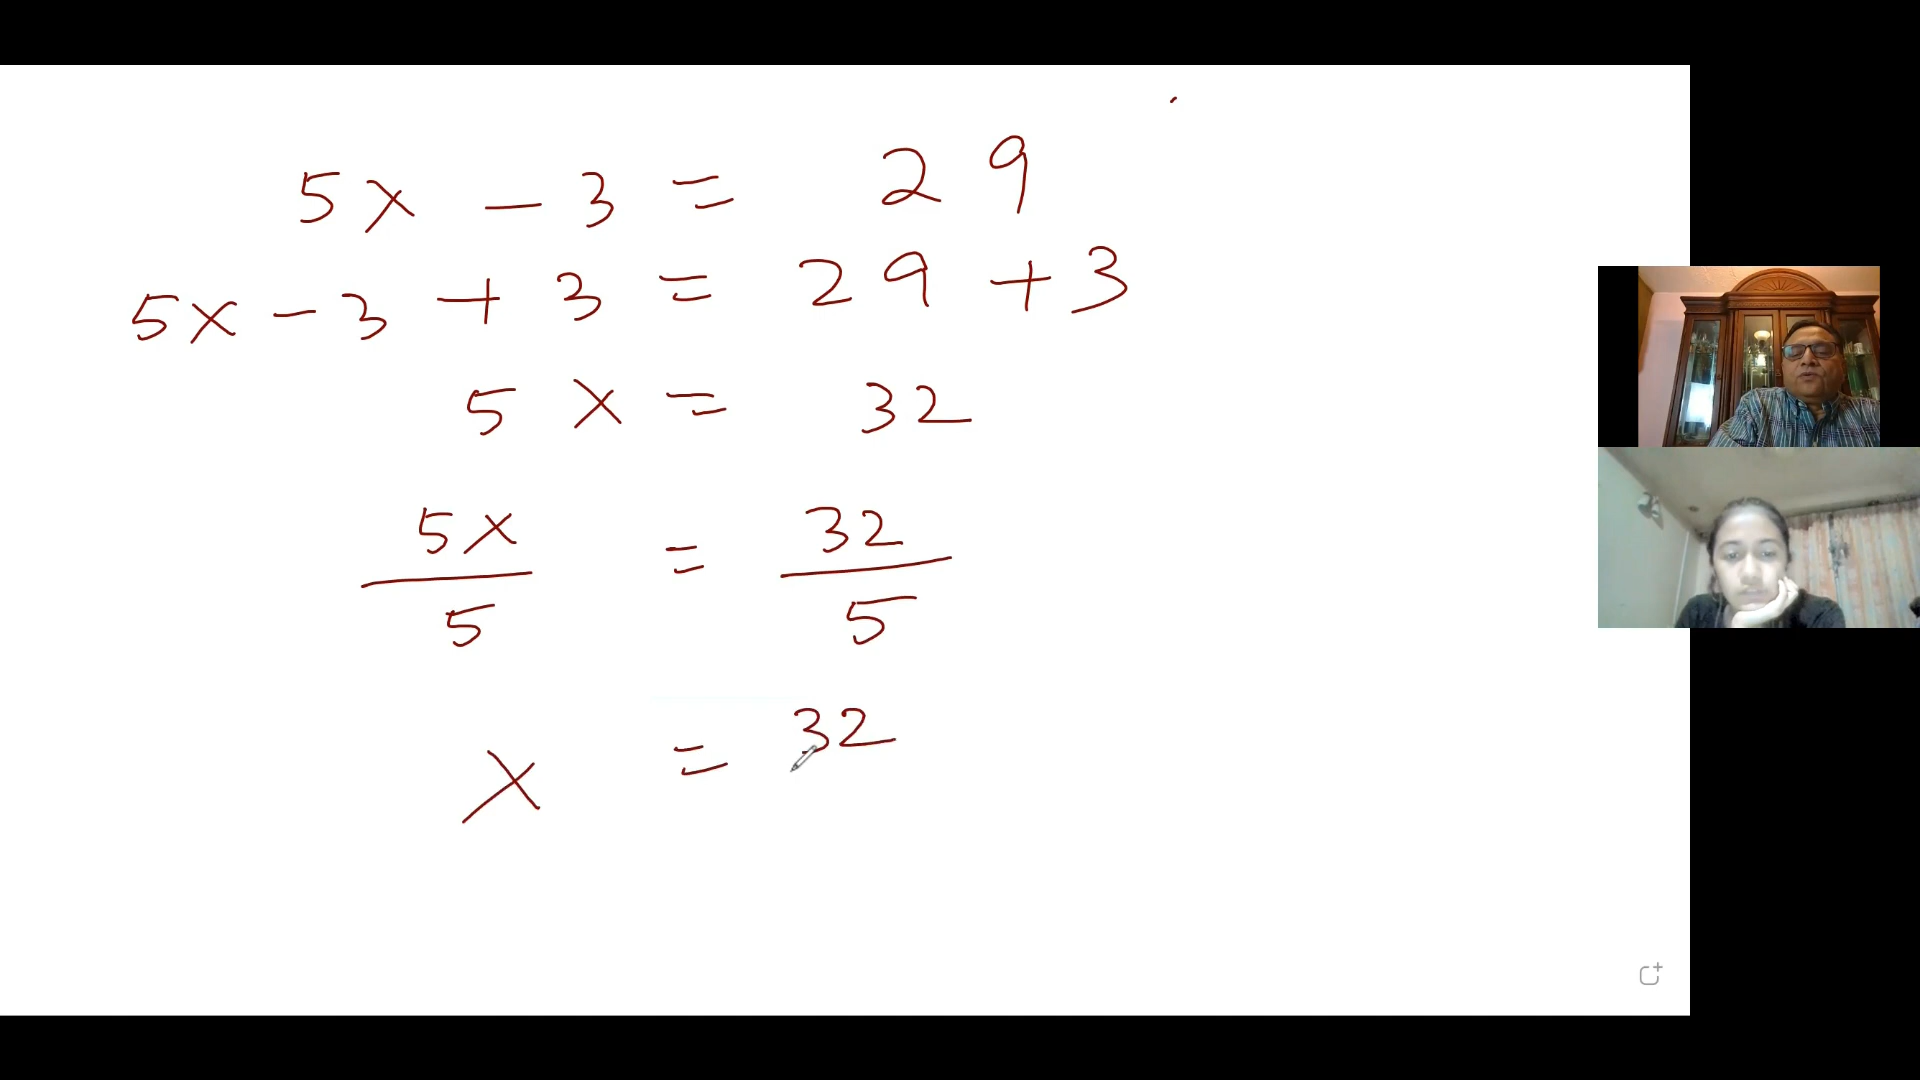 5x - 3 = 29
5x - 3 + 3 = 29 + 3
5x = 32
5x/5 = 32/5
x = 32